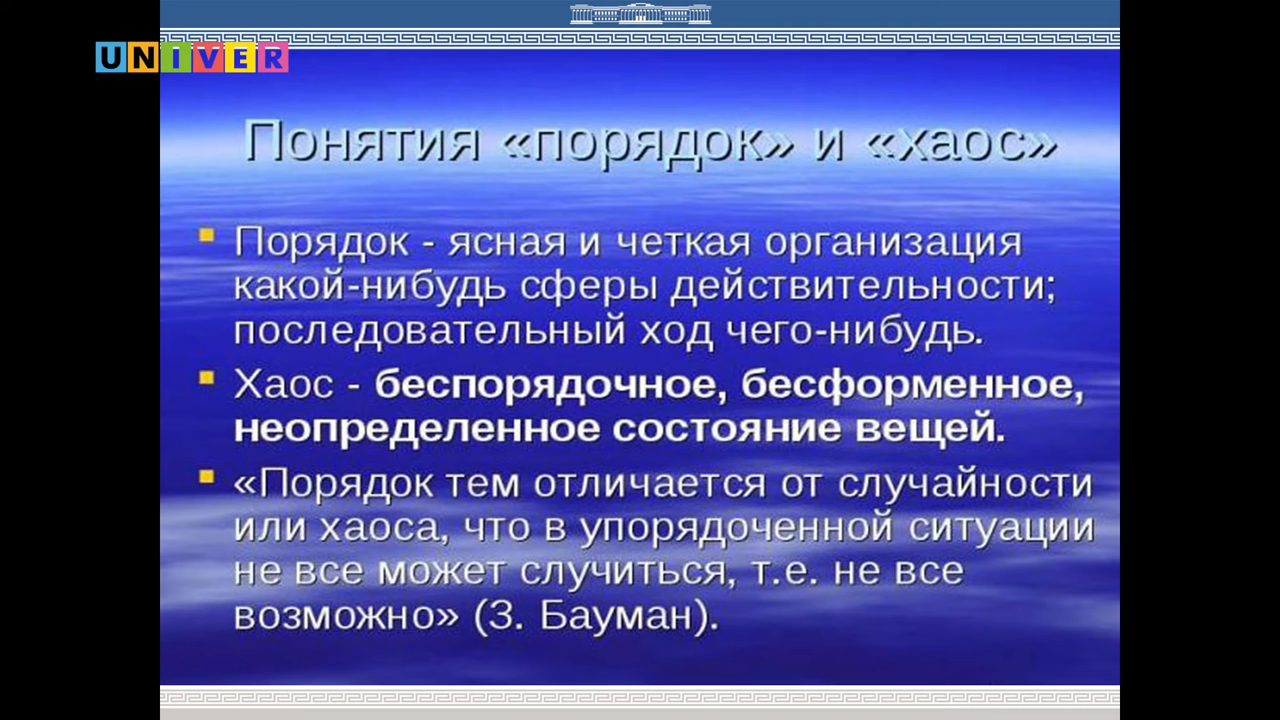 UNIVER
Понятия «порядок» и «хаос»
Порядок - ясная и четкая организация
какой-нибудь сферы действительности;
последовательный ход чего-нибудь.
Хаос - беспорядочное, бесформенное,
неопределенное состояние вещей.
«Порядок тем отличается от случайности
или хаоса, что в упорядоченной ситуации
не все может случиться, т.е. не все
возможно» (З. Бауман).